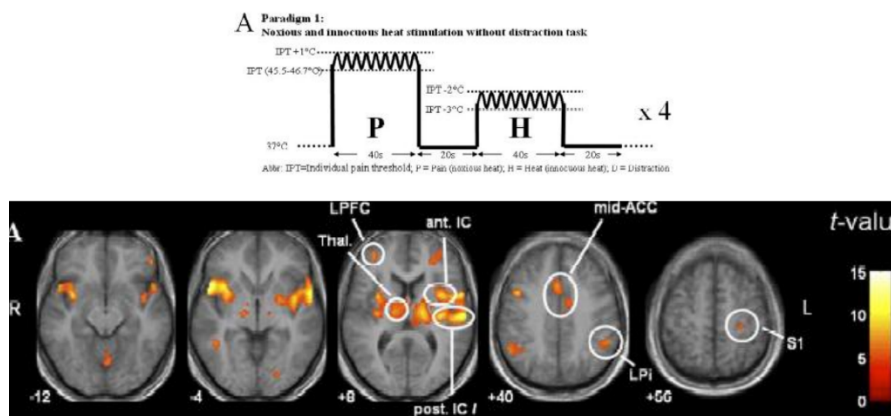 A Paradigm 1:
Noxious and innocuous heat stimulation without distraction task
IPT +1°C
IPT (45.5-46.7°C)
IPT -2°C
IPT -3°C
P
H
x 4
37°C
40s 20s 40s 20s
Abbr: IPT=Individual pain threshold; P = Pain (noxious heat); H = Heat (innocuous heat); D = Distraction
A
LPFC
Thal.
ant. IC
mid-ACC
t-valu
15
R
L
10
S1
5
LPi
-12
-4
+8
post. IC /
+40
+56
0